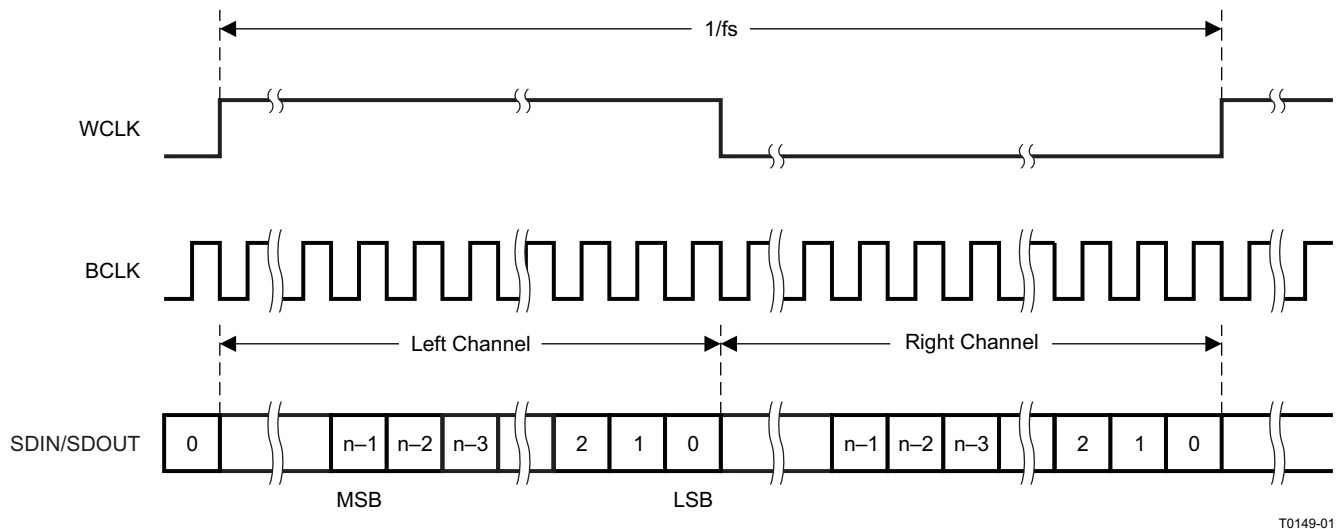 1/fs
WCLK
BCLK
Left Channel
Right Channel
SDIN/SDOUT 0 n–1 n–2 n–3 2 1 0 n–1 n–2 n–3 2 1 0
MSB LSB
T0149-01